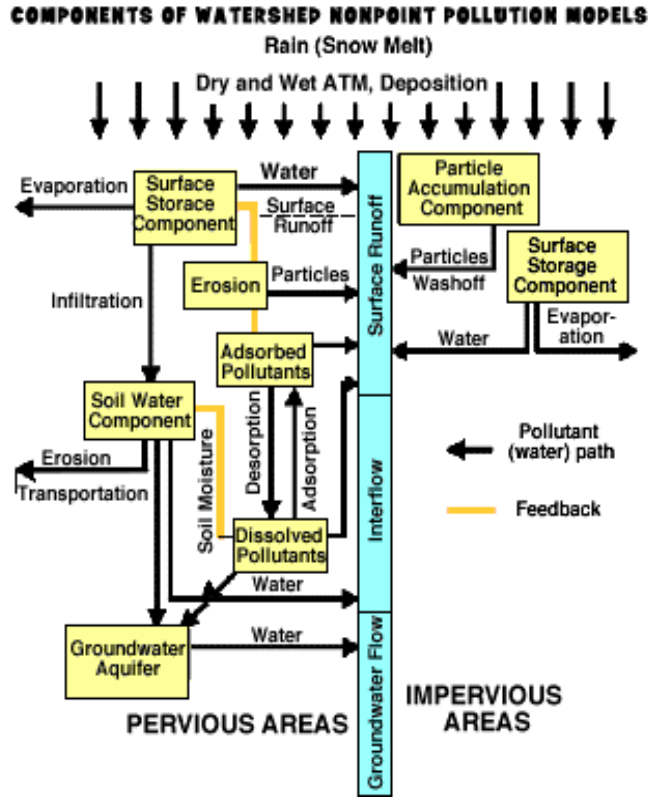 COMPONENTS OF WATERSHED NONPOINT POLLUTION MODELS
Rain (Snow Melt)
Dry and Wet ATM, Deposition
Evaporation
Surface
Storage
Component
Water
Surface
Runoff
Surface Runoff
Particle
Accumulation
Component
Particles
Washoff
Surface
Storage
Component
Infiltration
Erosion
Particles
Water
Evapor-
ation
Adsorbed
Pollutants
Soil Water
Component
Erosion
Transportation
Soil Moisture
Desorption
Adsorption
Interflow
Pollutant
(water) path
Feedback
Dissolved
Pollutants
Water
Groundwater
Aquifer
Water
Groundwater Flow
PERVIOUS AREAS
IMPERVIOUS
AREAS